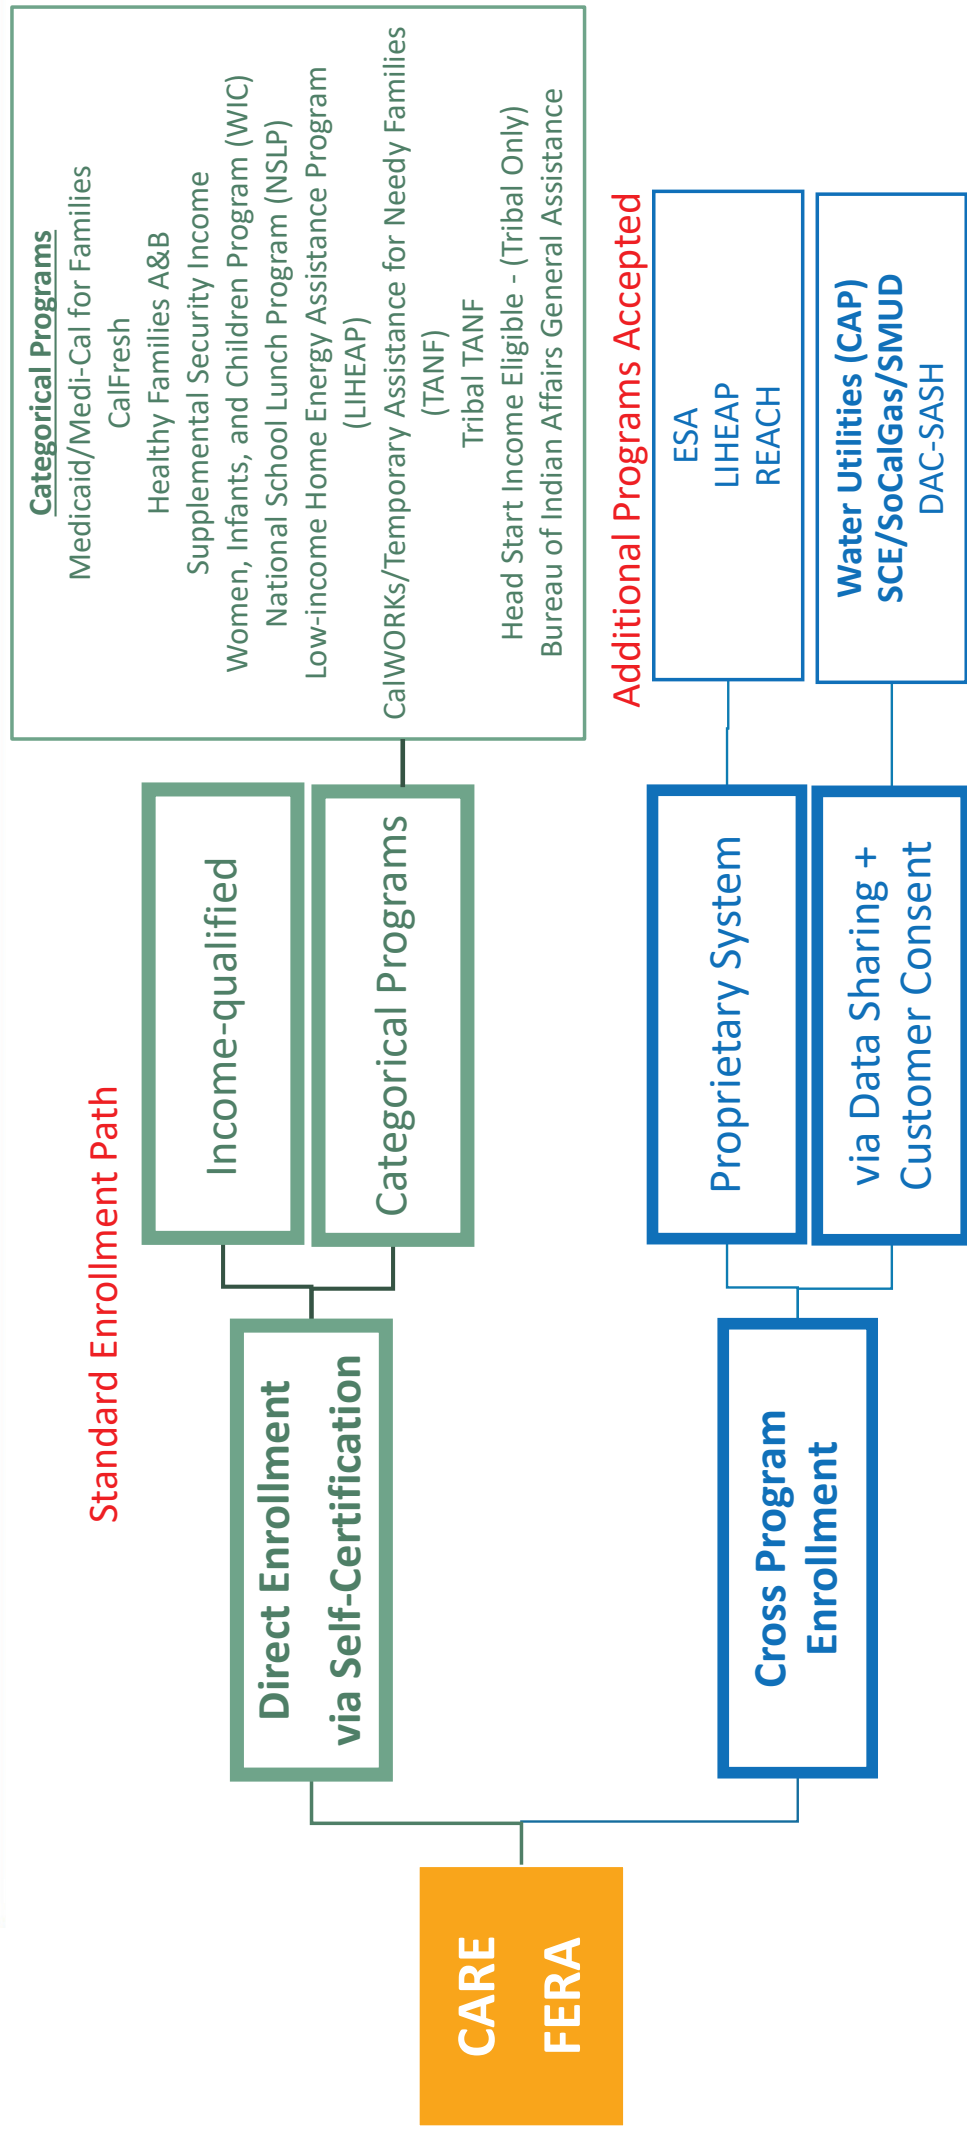 CARE
FERA
Standard Enrollment Path
Direct Enrollment
via Self-Certification
Income-qualified
Categorical Programs
Categorical Programs
Medicaid/Medi-Cal for Families
CalFresh
Healthy Families A&B
Supplemental Security Income
Women, Infants, and Children Program (WIC)
National School Lunch Program (NSLP)
Low-income Home Energy Assistance Program
(LIHEAP)
CalWORKs/Temporary Assistance for Needy Families
(TANF)
Tribal TANF
Head Start Income Eligible - (Tribal Only)
Bureau of Indian Affairs General Assistance
Cross Program
Enrollment
Proprietary System
via Data Sharing +
Customer Consent
Additional Programs Accepted
ESA
LIHEAP
REACH
Water Utilities (CAP)
SCE/SoCalGas/SMUD
DAC-SASH